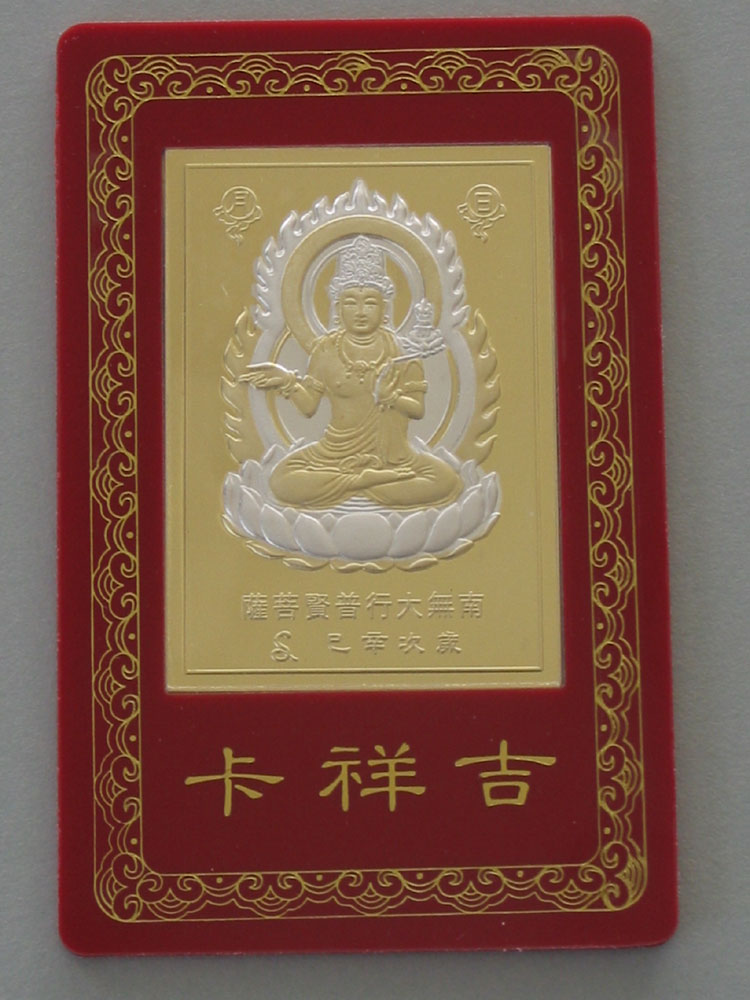 日 月
南無大行普賢菩薩
歲次辛巳
吉祥卡